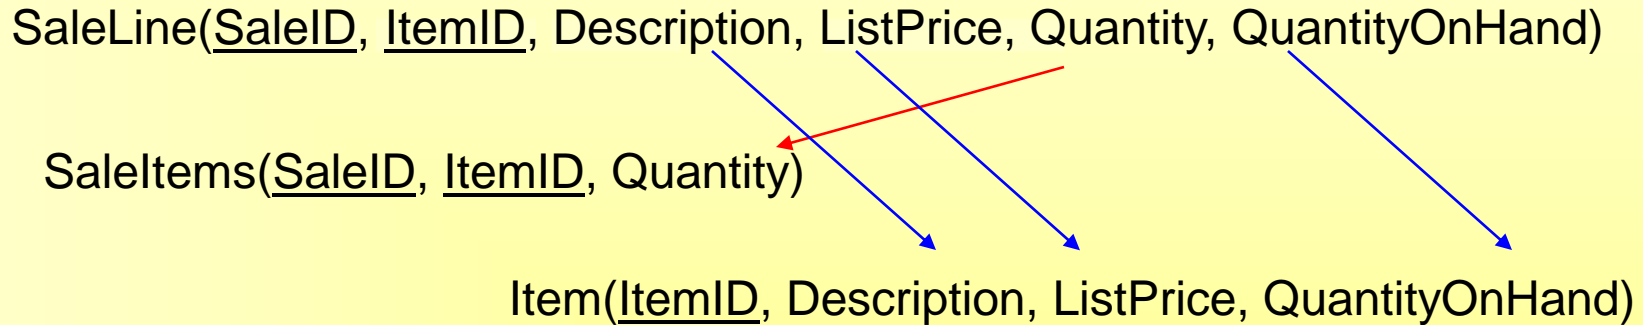 SaleLine(SaleID, ItemID, Description, ListPrice, Quantity, QuantityOnHand)
SaleItems(SaleID, ItemID, Quantity)
Item(ItemID, Description, ListPrice, QuantityOnHand)